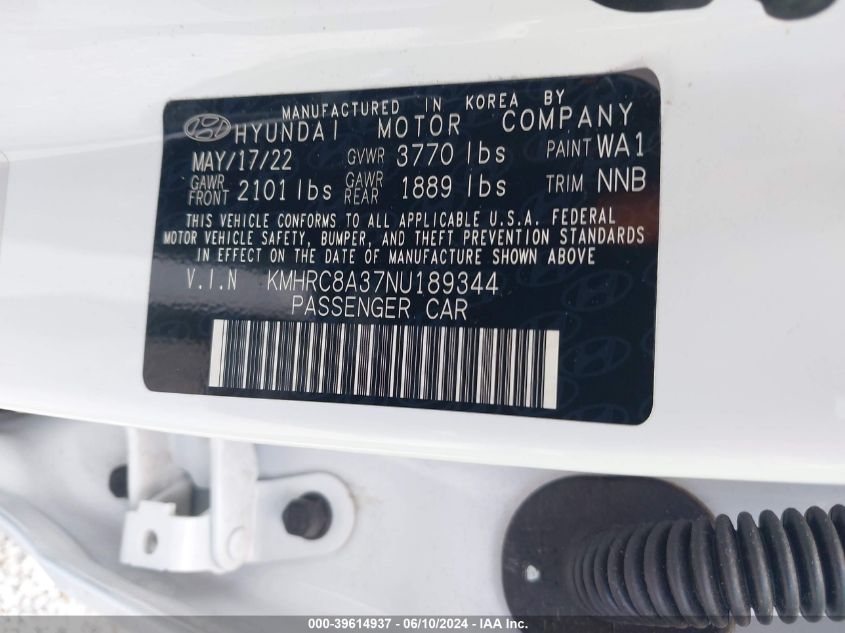 MANUFACTURED IN KOREA BY
HYUNDAI MOTOR COMPANY
MAY/17/22 GVWR 3770 lbs PAINT WA1
GAWR FRONT 2101 lbs GAWR REAR 1889 lbs TRIM NNB
THIS VEHICLE CONFORMS TO ALL APPLICABLE U.S.A. FEDERAL
MOTOR VEHICLE SAFETY, BUMPER, AND THEFT PREVENTION STANDARDS
IN EFFECT ON THE DATE OF MANUFACTURE SHOWN ABOVE.
V.I.N KMHRC8A37NU189344
PASSENGER CAR
000-39614937 - 06/10/2024 - IAA Inc.